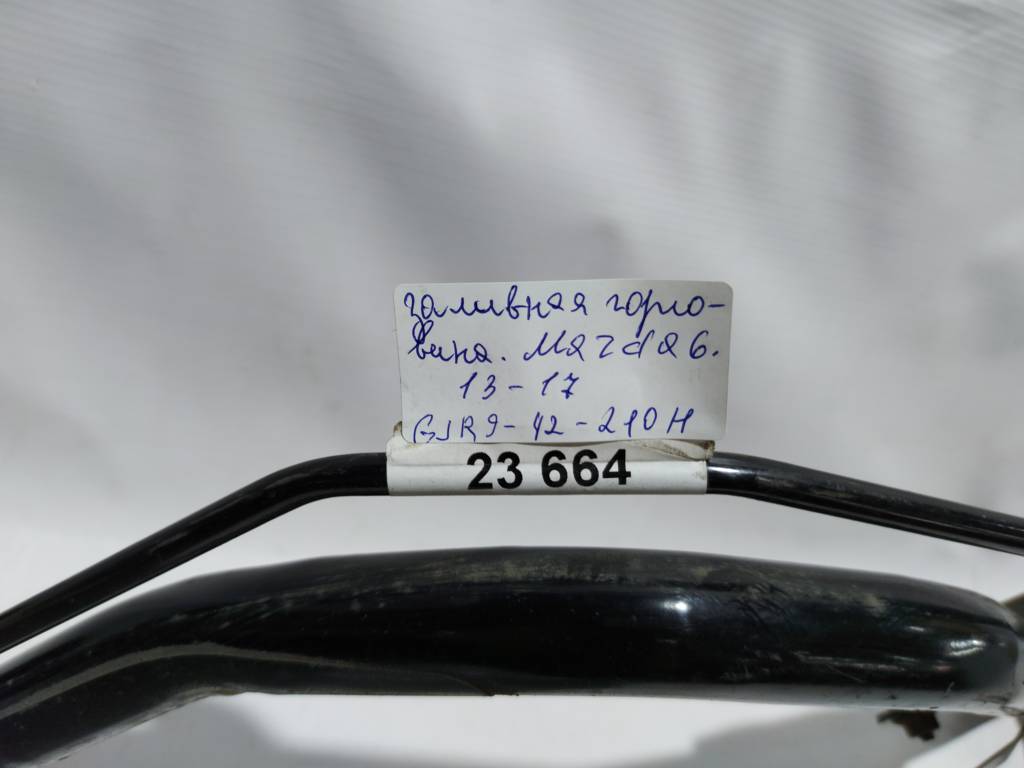 заливная горло-
вина. Mazda 6.
13-17
GJR9-42-210H
23 664